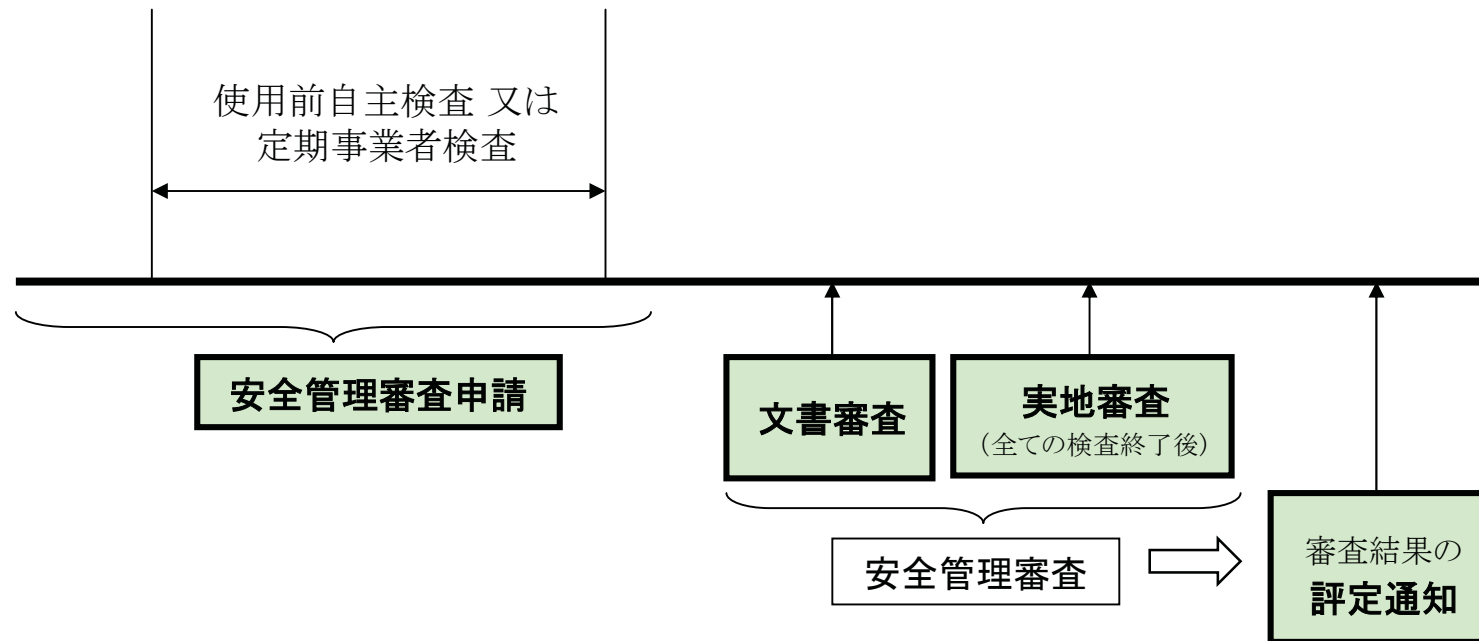 使用前自主検査 又は
定期事業者検査
安全管理審査申請
文書審査
実地審査
（全ての検査終了後）
安全管理審査
審査結果の
評定通知